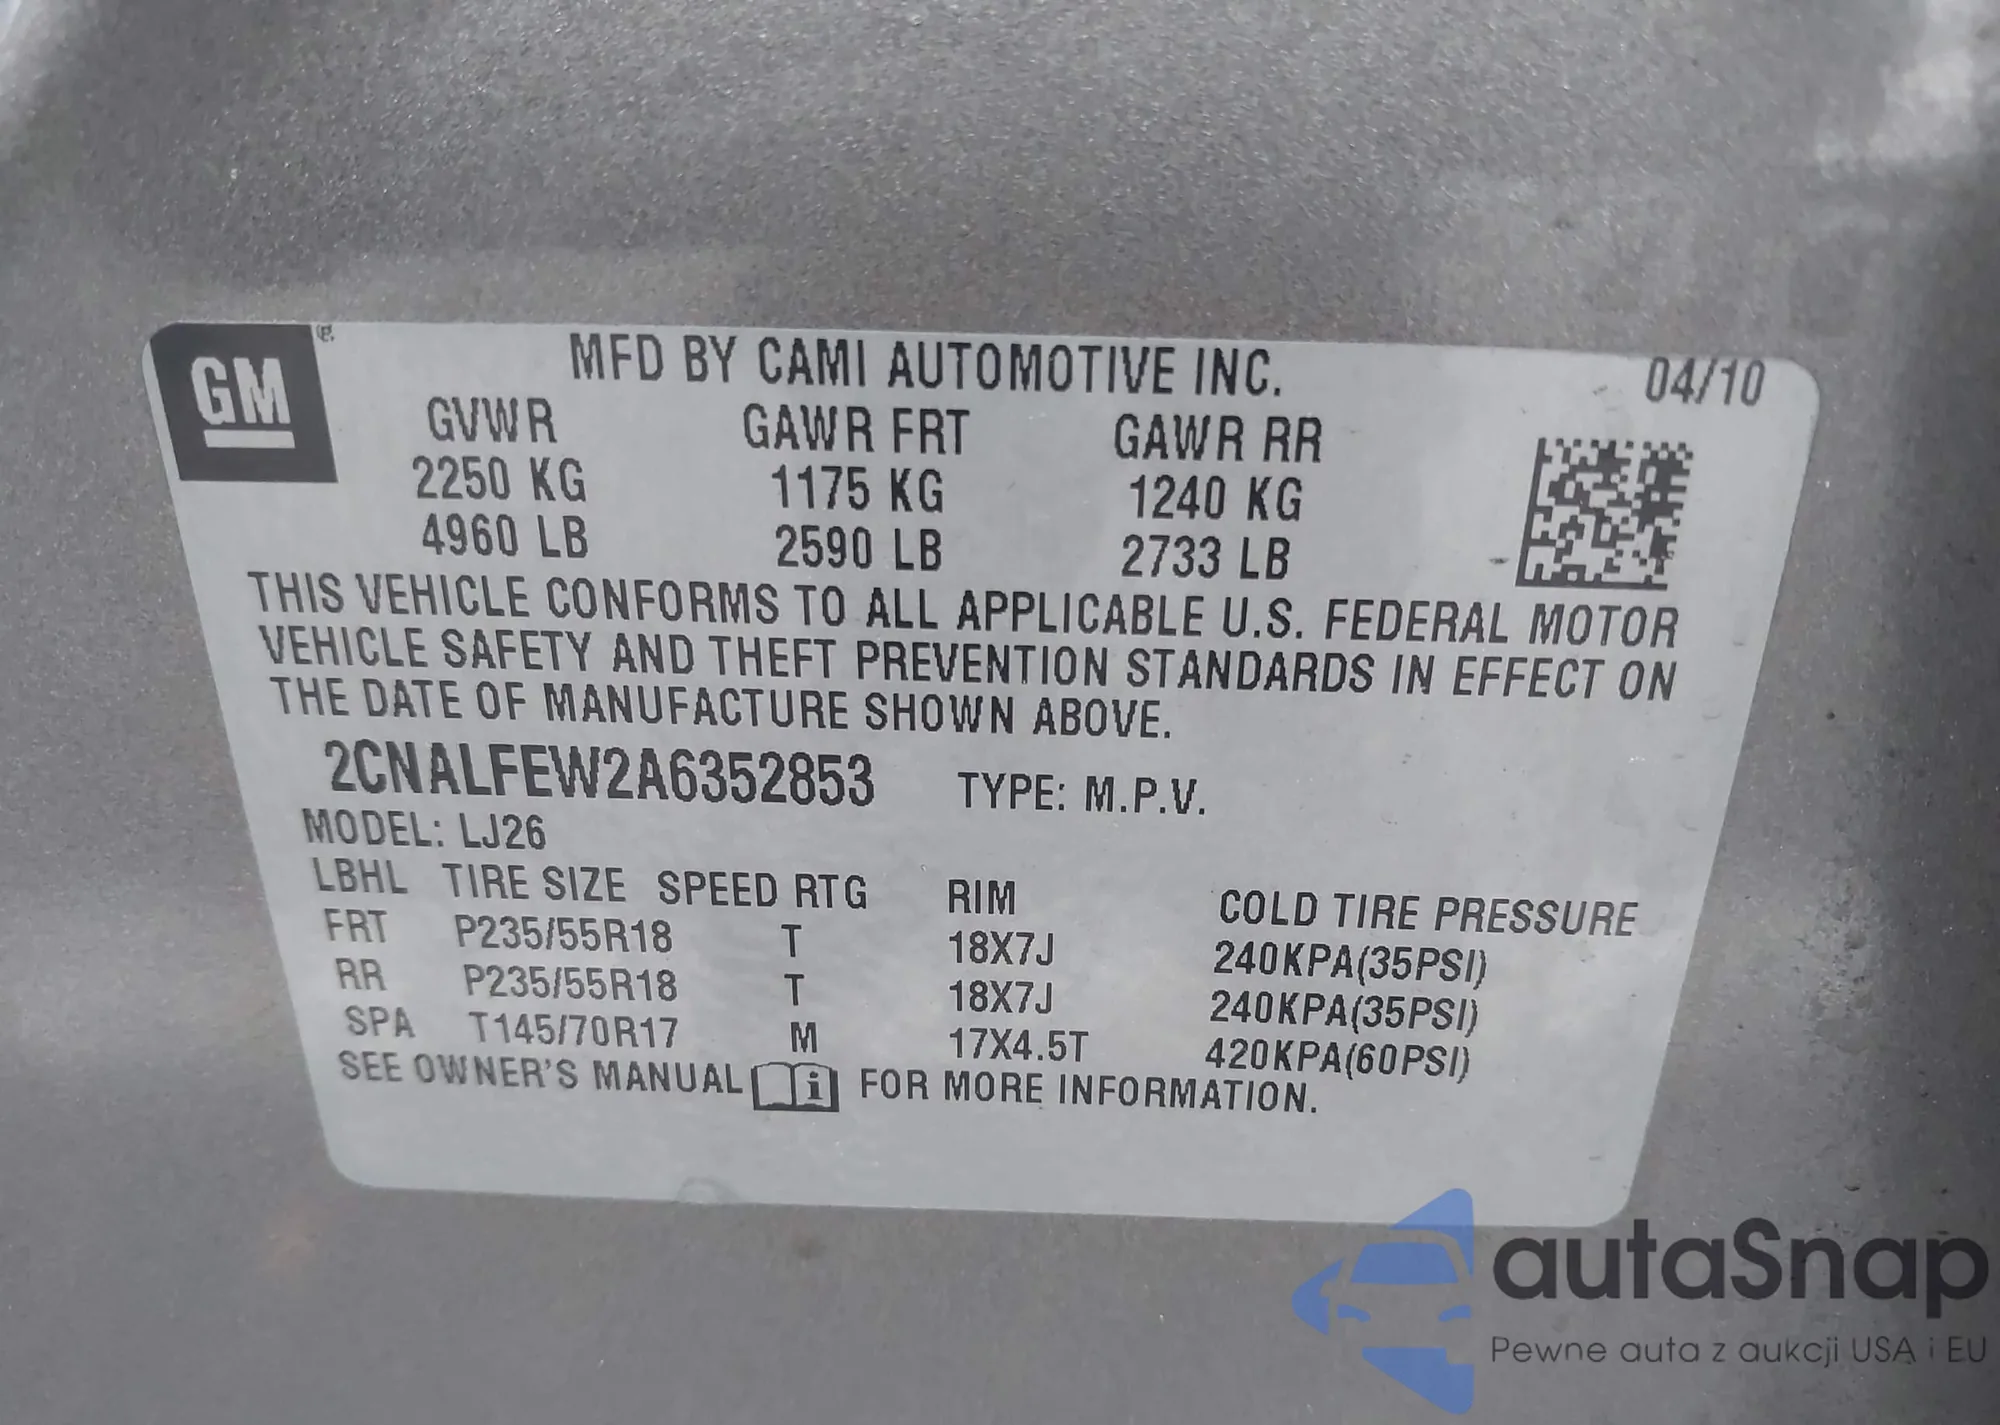 GM
MFD BY CAMI AUTOMOTIVE INC. 04/10
GVWR GAWR FRT GAWR RR
2250 KG 1175 KG 1240 KG
4960 LB 2590 LB 2733 LB
THIS VEHICLE CONFORMS TO ALL APPLICABLE U.S. FEDERAL MOTOR
VEHICLE SAFETY AND THEFT PREVENTION STANDARDS IN EFFECT ON
THE DATE OF MANUFACTURE SHOWN ABOVE.
2CNALFEW2A6352853 TYPE: M.P.V.
MODEL: LJ26
LBHL TIRE SIZE SPEED RTG RIM COLD TIRE PRESSURE
FRT P235/55R18 T 18X7J 240KPA(35PSI)
RR P235/55R18 T 18X7J 240KPA(35PSI)
SPA T145/70R17 M 17X4.5T 420KPA(60PSI)
SEE OWNER'S MANUAL i FOR MORE INFORMATION.
autaSnap
Pewne auta z aukcji USA i EU